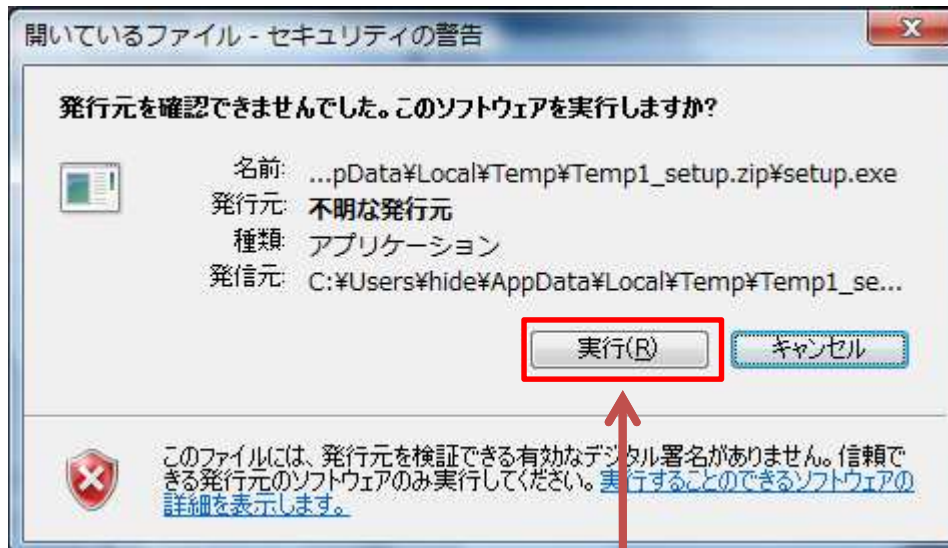 開いているファイル - セキュリティの警告
発行元を確認できませんでした。このソフトウェアを実行しますか?
名前: ...pData¥Local¥Temp¥Temp1_setup.zip¥setup.exe
発行元: 不明な発行元
種類: アプリケーション
発信元: C:¥Users¥hide¥AppData¥Local¥Temp¥Temp1_se...
実行(R) キャンセル
このファイルには、発行元を検証できる有効なデジタル署名がありません。信頼で
きる発行元のソフトウェアのみ実行してください。実行することのできるソフトウェアの
詳細を表示します。